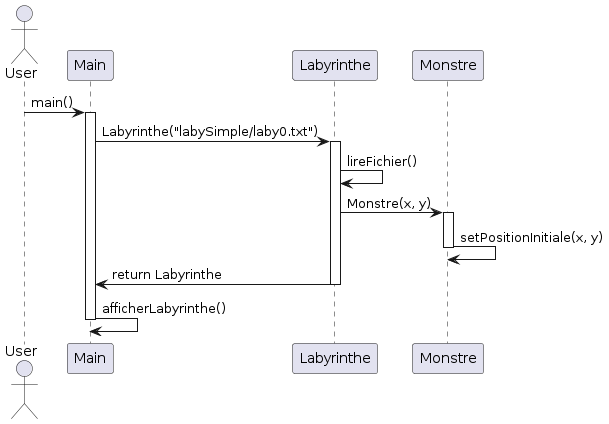 User
Main
Labyrinthe
Monstre
main()
Labyrinthe("labySimple/laby0.txt")
lireFichier()
Monstre(x, y)
setPositionInitiale(x, y)
return Labyrinthe
afficherLabyrinthe()
User
Main
Labyrinthe
Monstre